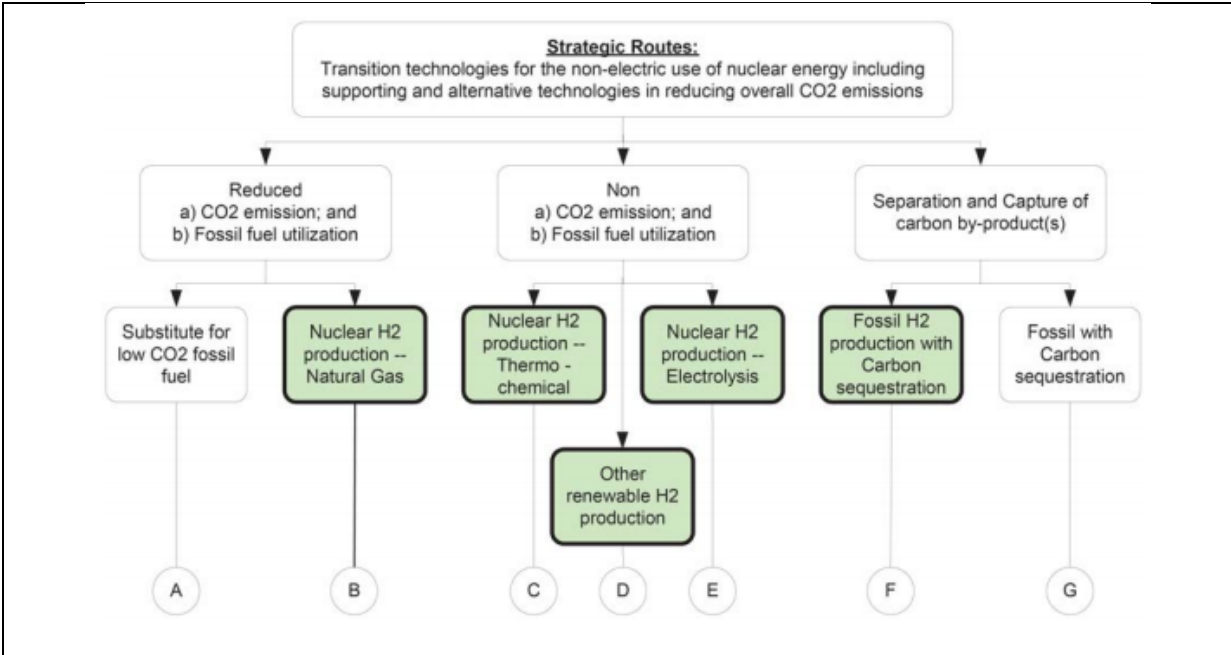 Strategic Routes:
Transition technologies for the non-electric use of nuclear energy including
supporting and alternative technologies in reducing overall CO2 emissions
Reduced
a) CO2 emission; and
b) Fossil fuel utilization
Non
a) CO2 emission; and
b) Fossil fuel utilization
Separation and Capture of
carbon by-product(s)
Substitute for
low CO2 fossil
fuel
Nuclear H2
production --
Natural Gas
Nuclear H2
production --
Thermo -
chemical
Nuclear H2
production --
Electrolysis
Fossil H2
production with
Carbon
sequestration
Fossil with
Carbon
sequestration
Other
renewable H2
production
A
B
C
D
E
F
G